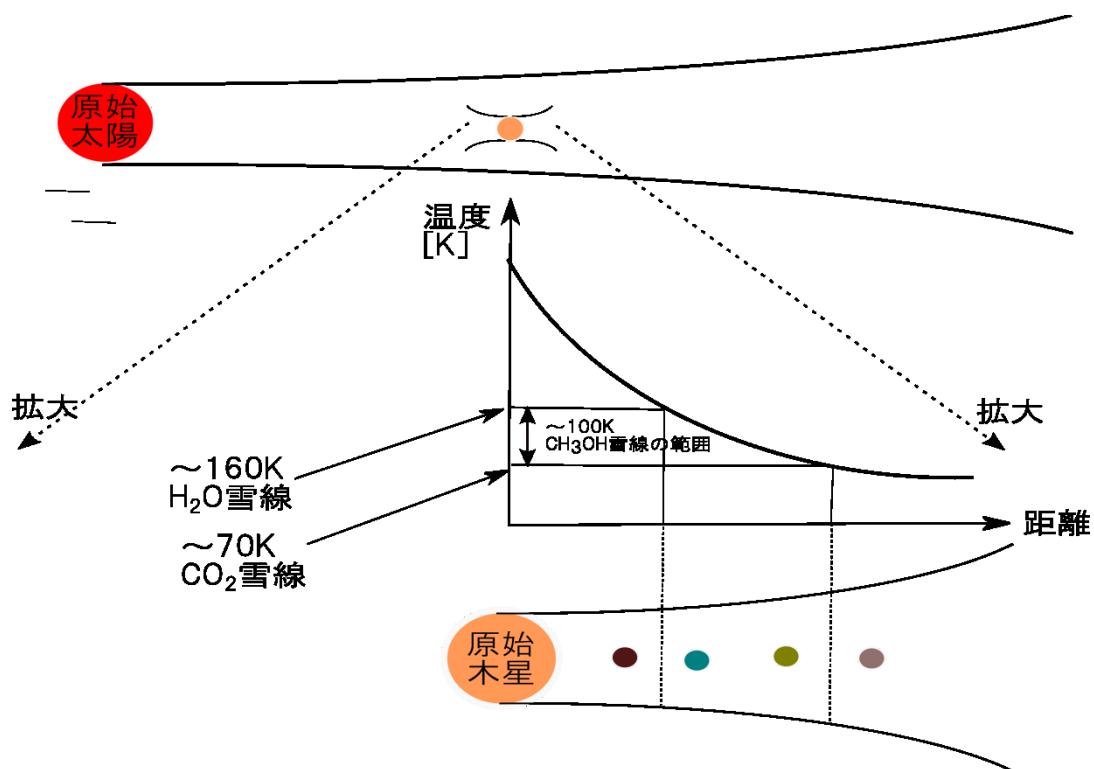 原始
太陽
温度
[K]
拡大
拡大
～100K
CH₃OH雪線の範囲
～160K
H₂O雪線
～70K
CO₂雪線
距離
原始
木星